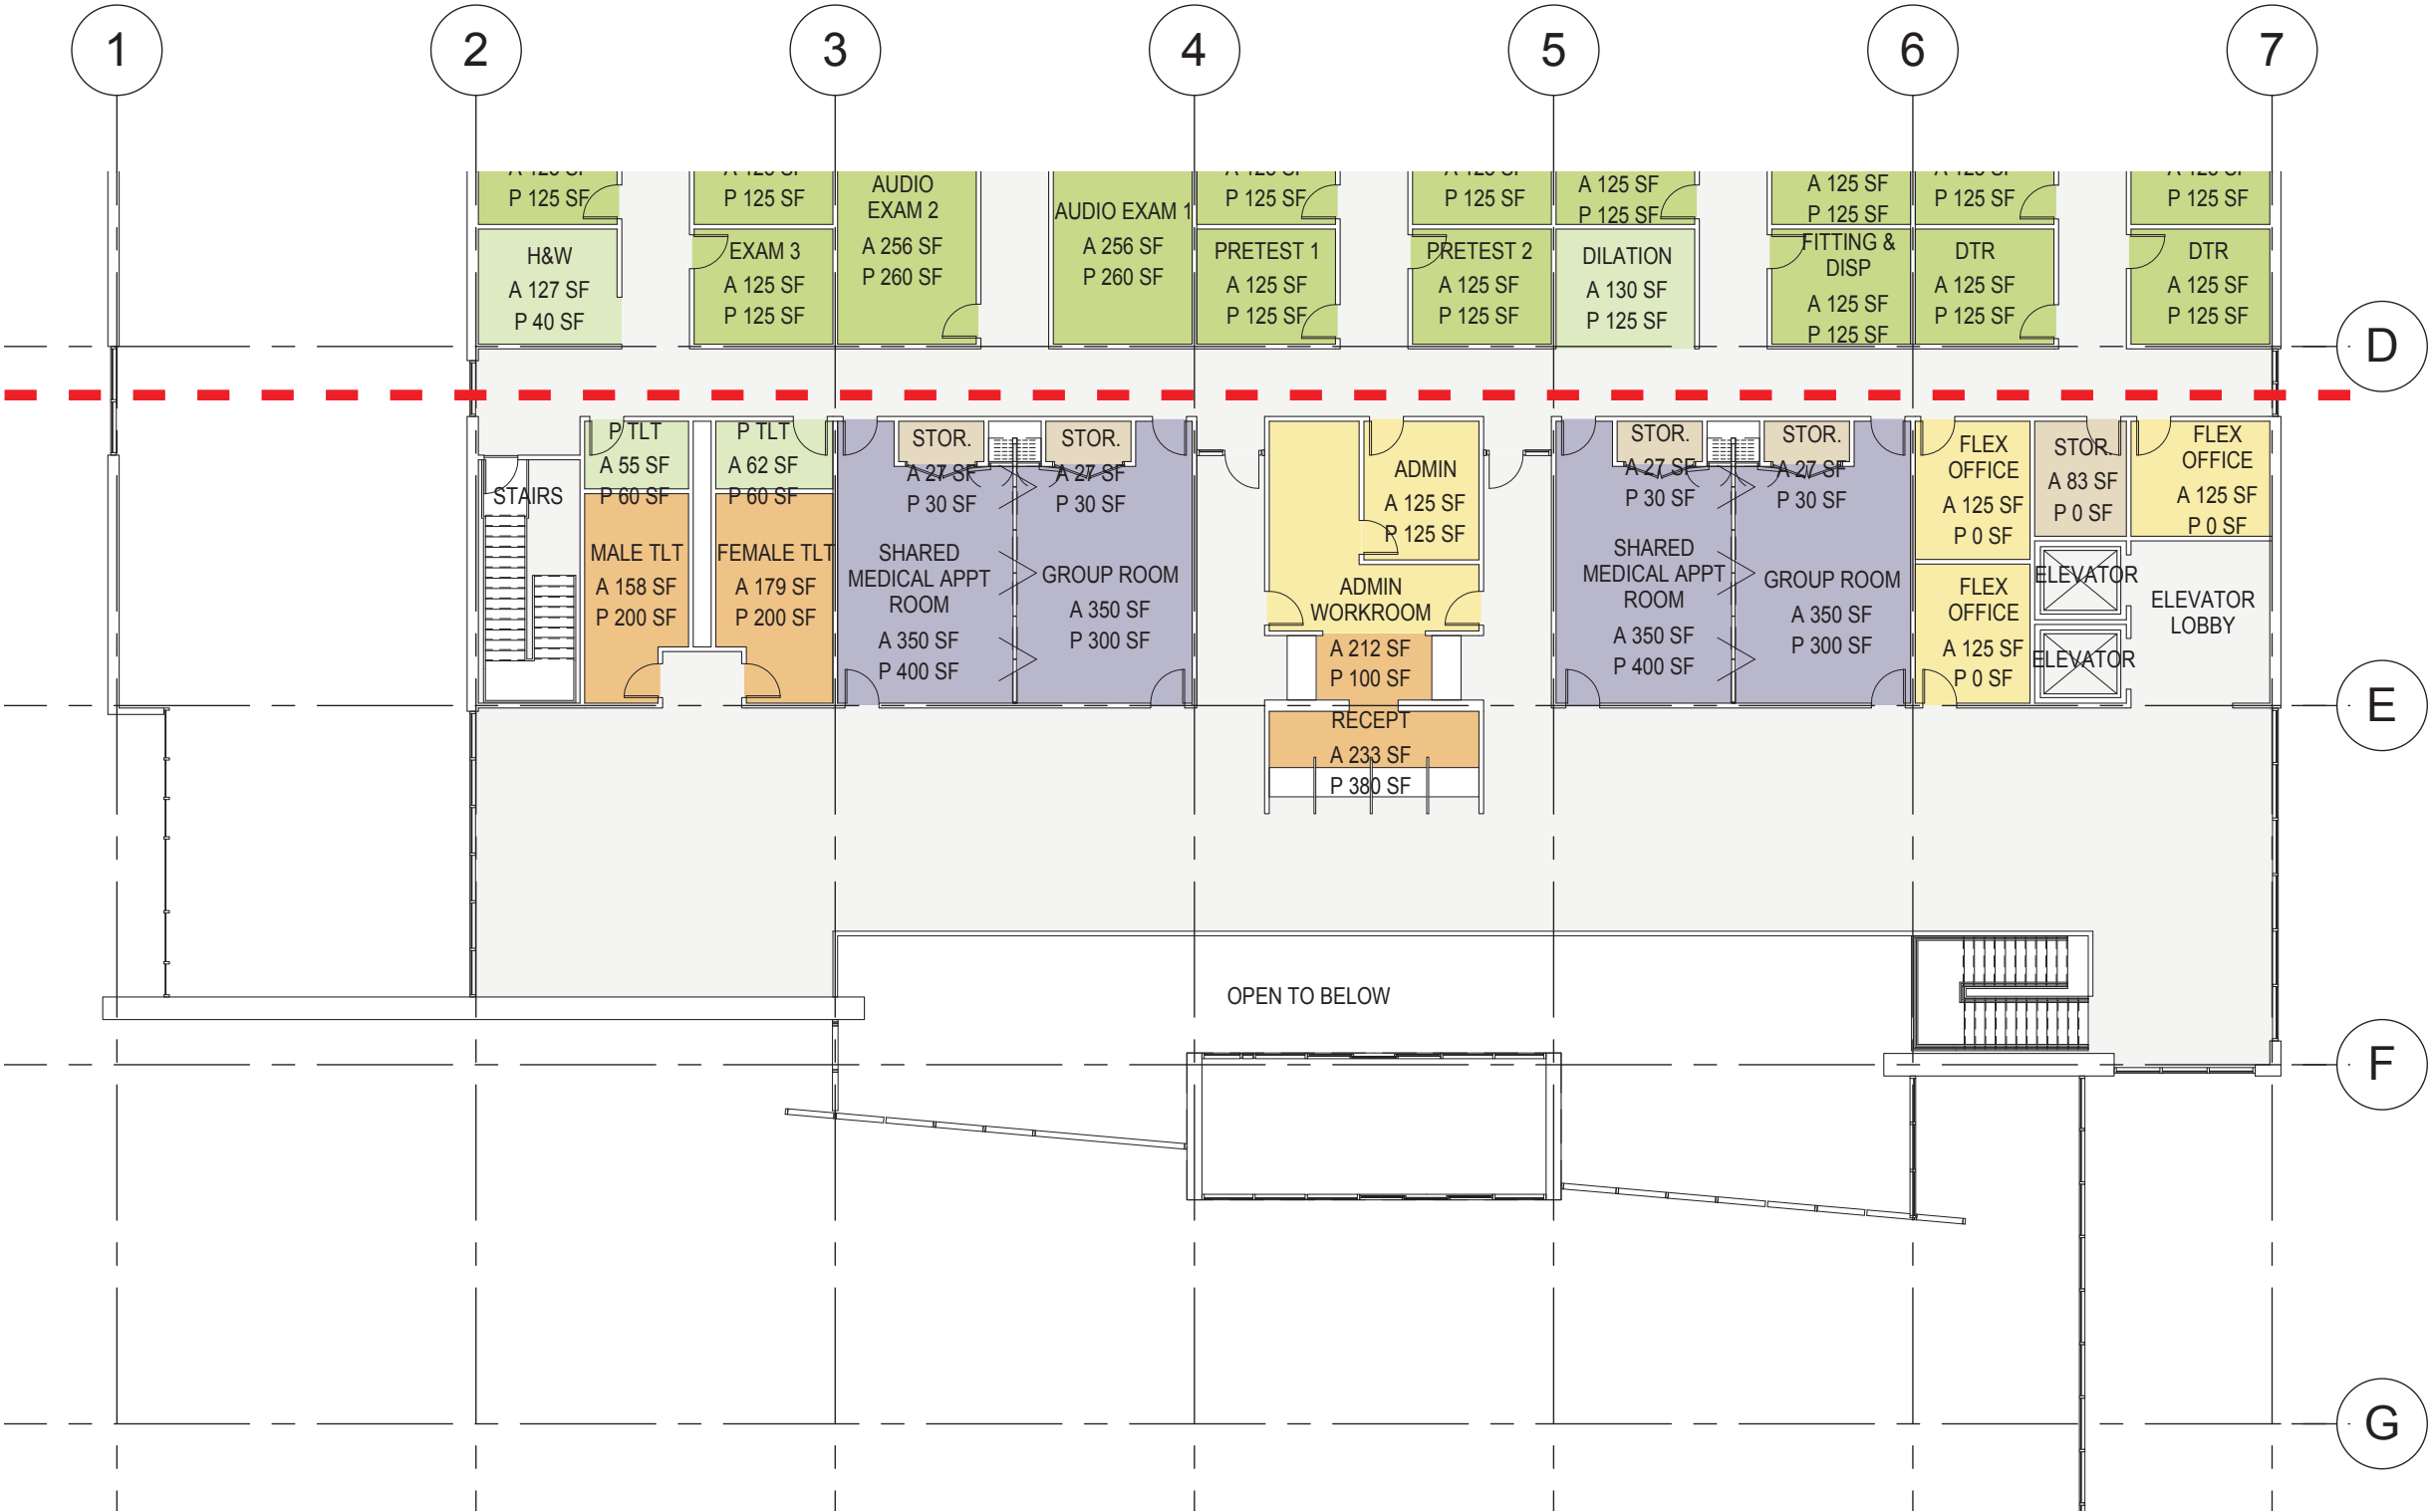 1
2
3
4
5
6
7
P 125 SF
P 125 SF
AUDIO
EXAM 2
A 256 SF
P 260 SF
AUDIO EXAM 1
A 256 SF
P 260 SF
P 125 SF
P 125 SF
A 125 SF
P 125 SF
A 125 SF
P 125 SF
P 125 SF
P 125 SF
H&W
A 127 SF
P 40 SF
EXAM 3
A 125 SF
P 125 SF
PRETEST 1
A 125 SF
P 125 SF
PRETEST 2
A 125 SF
P 125 SF
DILATION
A 130 SF
P 125 SF
FITTING &
DISP
A 125 SF
P 125 SF
DTR
A 125 SF
P 125 SF
DTR
A 125 SF
P 125 SF
D
STAIRS
P TLT
A 55 SF
P 60 SF
P TLT
A 62 SF
P 60 SF
MALE TLT
A 158 SF
P 200 SF
FEMALE TLT
A 179 SF
P 200 SF
STOR.
A 27 SF
P 30 SF
STOR.
A 27 SF
P 30 SF
SHARED
MEDICAL APPT
ROOM
A 350 SF
P 400 SF
GROUP ROOM
A 350 SF
P 300 SF
ADMIN
A 125 SF
P 125 SF
ADMIN
WORKROOM
A 212 SF
P 100 SF
RECEPT
A 233 SF
P 380 SF
STOR.
A 27 SF
P 30 SF
STOR.
A 27 SF
P 30 SF
SHARED
MEDICAL APPT
ROOM
A 350 SF
P 400 SF
GROUP ROOM
A 350 SF
P 300 SF
FLEX
OFFICE
A 125 SF
P 0 SF
STOR.
A 83 SF
P 0 SF
FLEX
OFFICE
A 125 SF
P 0 SF
FLEX
OFFICE
A 125 SF
P 0 SF
ELEVATOR
ELEVATOR
ELEVATOR
LOBBY
E
OPEN TO BELOW
F
G